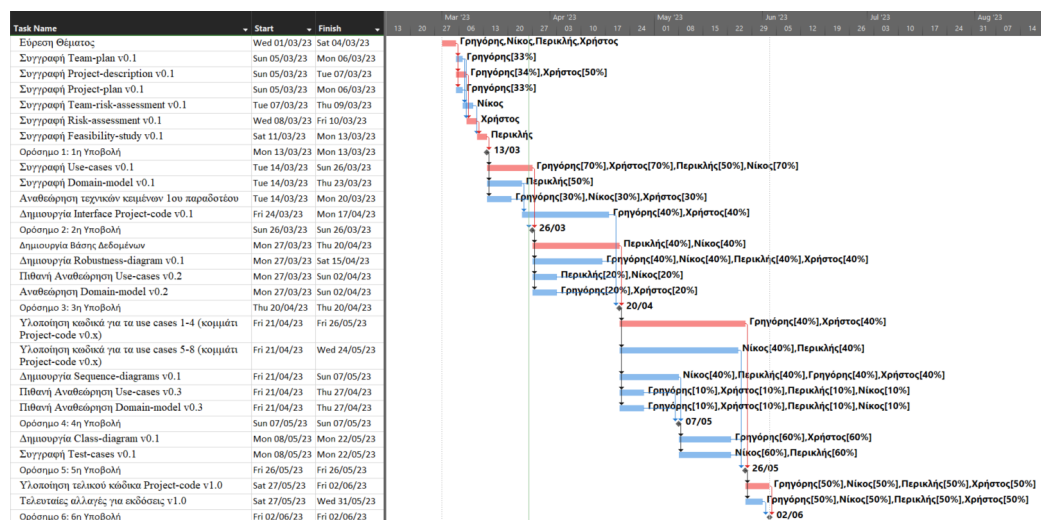 Mar '23 Apr '23 May '23 Jun '23 Jul '23 Aug '23
Task Name Start Finish 13 20 27 06 13 20 27 03 10 17 24 01 08 15 22 29 05 12 19 26 03 10 17 24 31 07 14
Εύρεση Θέματος Wed 01/03/23 Sat 04/03/23 Γρηγόρης,Νίκος,Περικλής,Χρήστος
Συγγραφή Team-plan v0.1 Sun 05/03/23 Mon 06/03/23 Γρηγόρης[33%]
Συγγραφή Project-description v0.1 Sun 05/03/23 Tue 07/03/23 Γρηγόρης[34%],Χρήστος[50%]
Συγγραφή Project-plan v0.1 Sun 05/03/23 Mon 06/03/23 Γρηγόρης[33%]
Συγγραφή Team-risk-assessment v0.1 Tue 07/03/23 Thu 09/03/23 Νίκος
Συγγραφή Risk-assessment v0.1 Wed 08/03/23 Fri 10/03/23 Χρήστος
Συγγραφή Feasibility-study v0.1 Sat 11/03/23 Mon 13/03/23 Περικλής
Ορόσημο 1: 1η Υποβολή Mon 13/03/23 Mon 13/03/23 13/03
Συγγραφή Use-cases v0.1 Tue 14/03/23 Sun 26/03/23 Γρηγόρης[70%],Χρήστος[70%],Περικλής[50%],Νίκος[70%]
Συγγραφή Domain-model v0.1 Tue 14/03/23 Thu 23/03/23 Περικλής[50%]
Αναθεώρηση τεχνικών κειμένων 1ου παραδοτέου Tue 14/03/23 Mon 20/03/23 Γρηγόρης[30%],Νίκος[30%],Χρήστος[30%]
Δημιουργία Interface Project-code v0.1 Fri 24/03/23 Mon 17/04/23 Γρηγόρης[40%],Χρήστος[40%]
Ορόσημο 2: 2η Υποβολή Sun 26/03/23 Sun 26/03/23 26/03
Δημιουργία Βάσης Δεδομένων Mon 27/03/23 Thu 20/04/23 Περικλής[40%],Νίκος[40%]
Δημιουργία Robustness-diagram v0.1 Mon 27/03/23 Sat 15/04/23 Γρηγόρης[40%],Νίκος[40%],Περικλής[40%],Χρήστος[40%]
Πιθανή Αναθεώρηση Use-cases v0.2 Mon 27/03/23 Sun 02/04/23 Περικλής[20%],Νίκος[20%]
Αναθεώρηση Domain-model v0.2 Mon 27/03/23 Sun 02/04/23 Γρηγόρης[20%],Χρήστος[20%]
Ορόσημο 3: 3η Υποβολή Thu 20/04/23 Thu 20/04/23 20/04
Υλοποίηση κωδικά για τα use cases 1-4 (κομμάτι Fri 21/04/23 Fri 26/05/23 Γρηγόρης[40%],Χρήστος[40%]
Project-code v0.x)
Υλοποίηση κωδικά για τα use cases 5-8 (κομμάτι Fri 21/04/23 Wed 24/05/23 Νίκος[40%],Περικλής[40%]
Project-code v0.x)
Δημιουργία Sequence-diagrams v0.1 Fri 21/04/23 Sun 07/05/23 Νίκος[40%],Περικλής[40%],Γρηγόρης[40%],Χρήστος[40%]
Πιθανή Αναθεώρηση Use-cases v0.3 Fri 21/04/23 Thu 27/04/23 Γρηγόρης[10%],Χρήστος[10%],Περικλής[10%],Νίκος[10%]
Πιθανή Αναθεώρηση Domain-model v0.3 Fri 21/04/23 Thu 27/04/23 Γρηγόρης[10%],Χρήστος[10%],Περικλής[10%],Νίκος[10%]
Ορόσημο 4: 4η Υποβολή Sun 07/05/23 Sun 07/05/23 07/05
Δημιουργία Class-diagram v0.1 Mon 08/05/23 Mon 22/05/23 Γρηγόρης[60%],Χρήστος[60%]
Συγγραφή Test-cases v0.1 Mon 08/05/23 Mon 22/05/23 Νίκος[60%],Περικλής[60%]
Ορόσημο 5: 5η Υποβολή Fri 26/05/23 Fri 26/05/23 26/05
Υλοποίηση τελικού κώδικα Project-code v1.0 Sat 27/05/23 Fri 02/06/23 Γρηγόρης[50%],Νίκος[50%],Περικλής[50%],Χρήστος[50%]
Τελευταίες αλλαγές για εκδόσεις v1.0 Sat 27/05/23 Wed 31/05/23 Γρηγόρης[50%],Νίκος[50%],Περικλής[50%],Χρήστος[50%]
Ορόσημο 6: 6η Υποβολή Fri 02/06/23 Fri 02/06/23 02/06